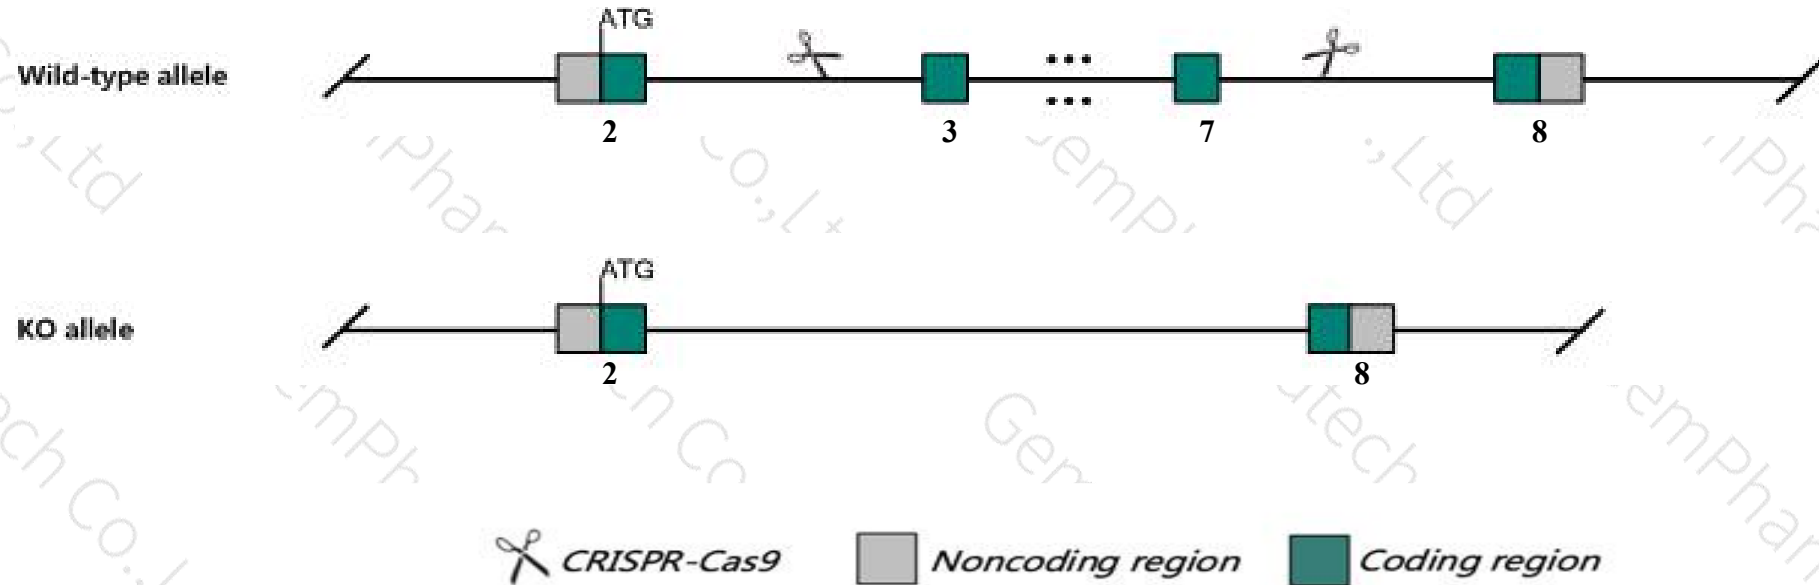 ATG
Wild-type allele
... 
...
2 3 7 8
ATG
KO allele
2 8
CRISPR-Cas9 Noncoding region Coding region